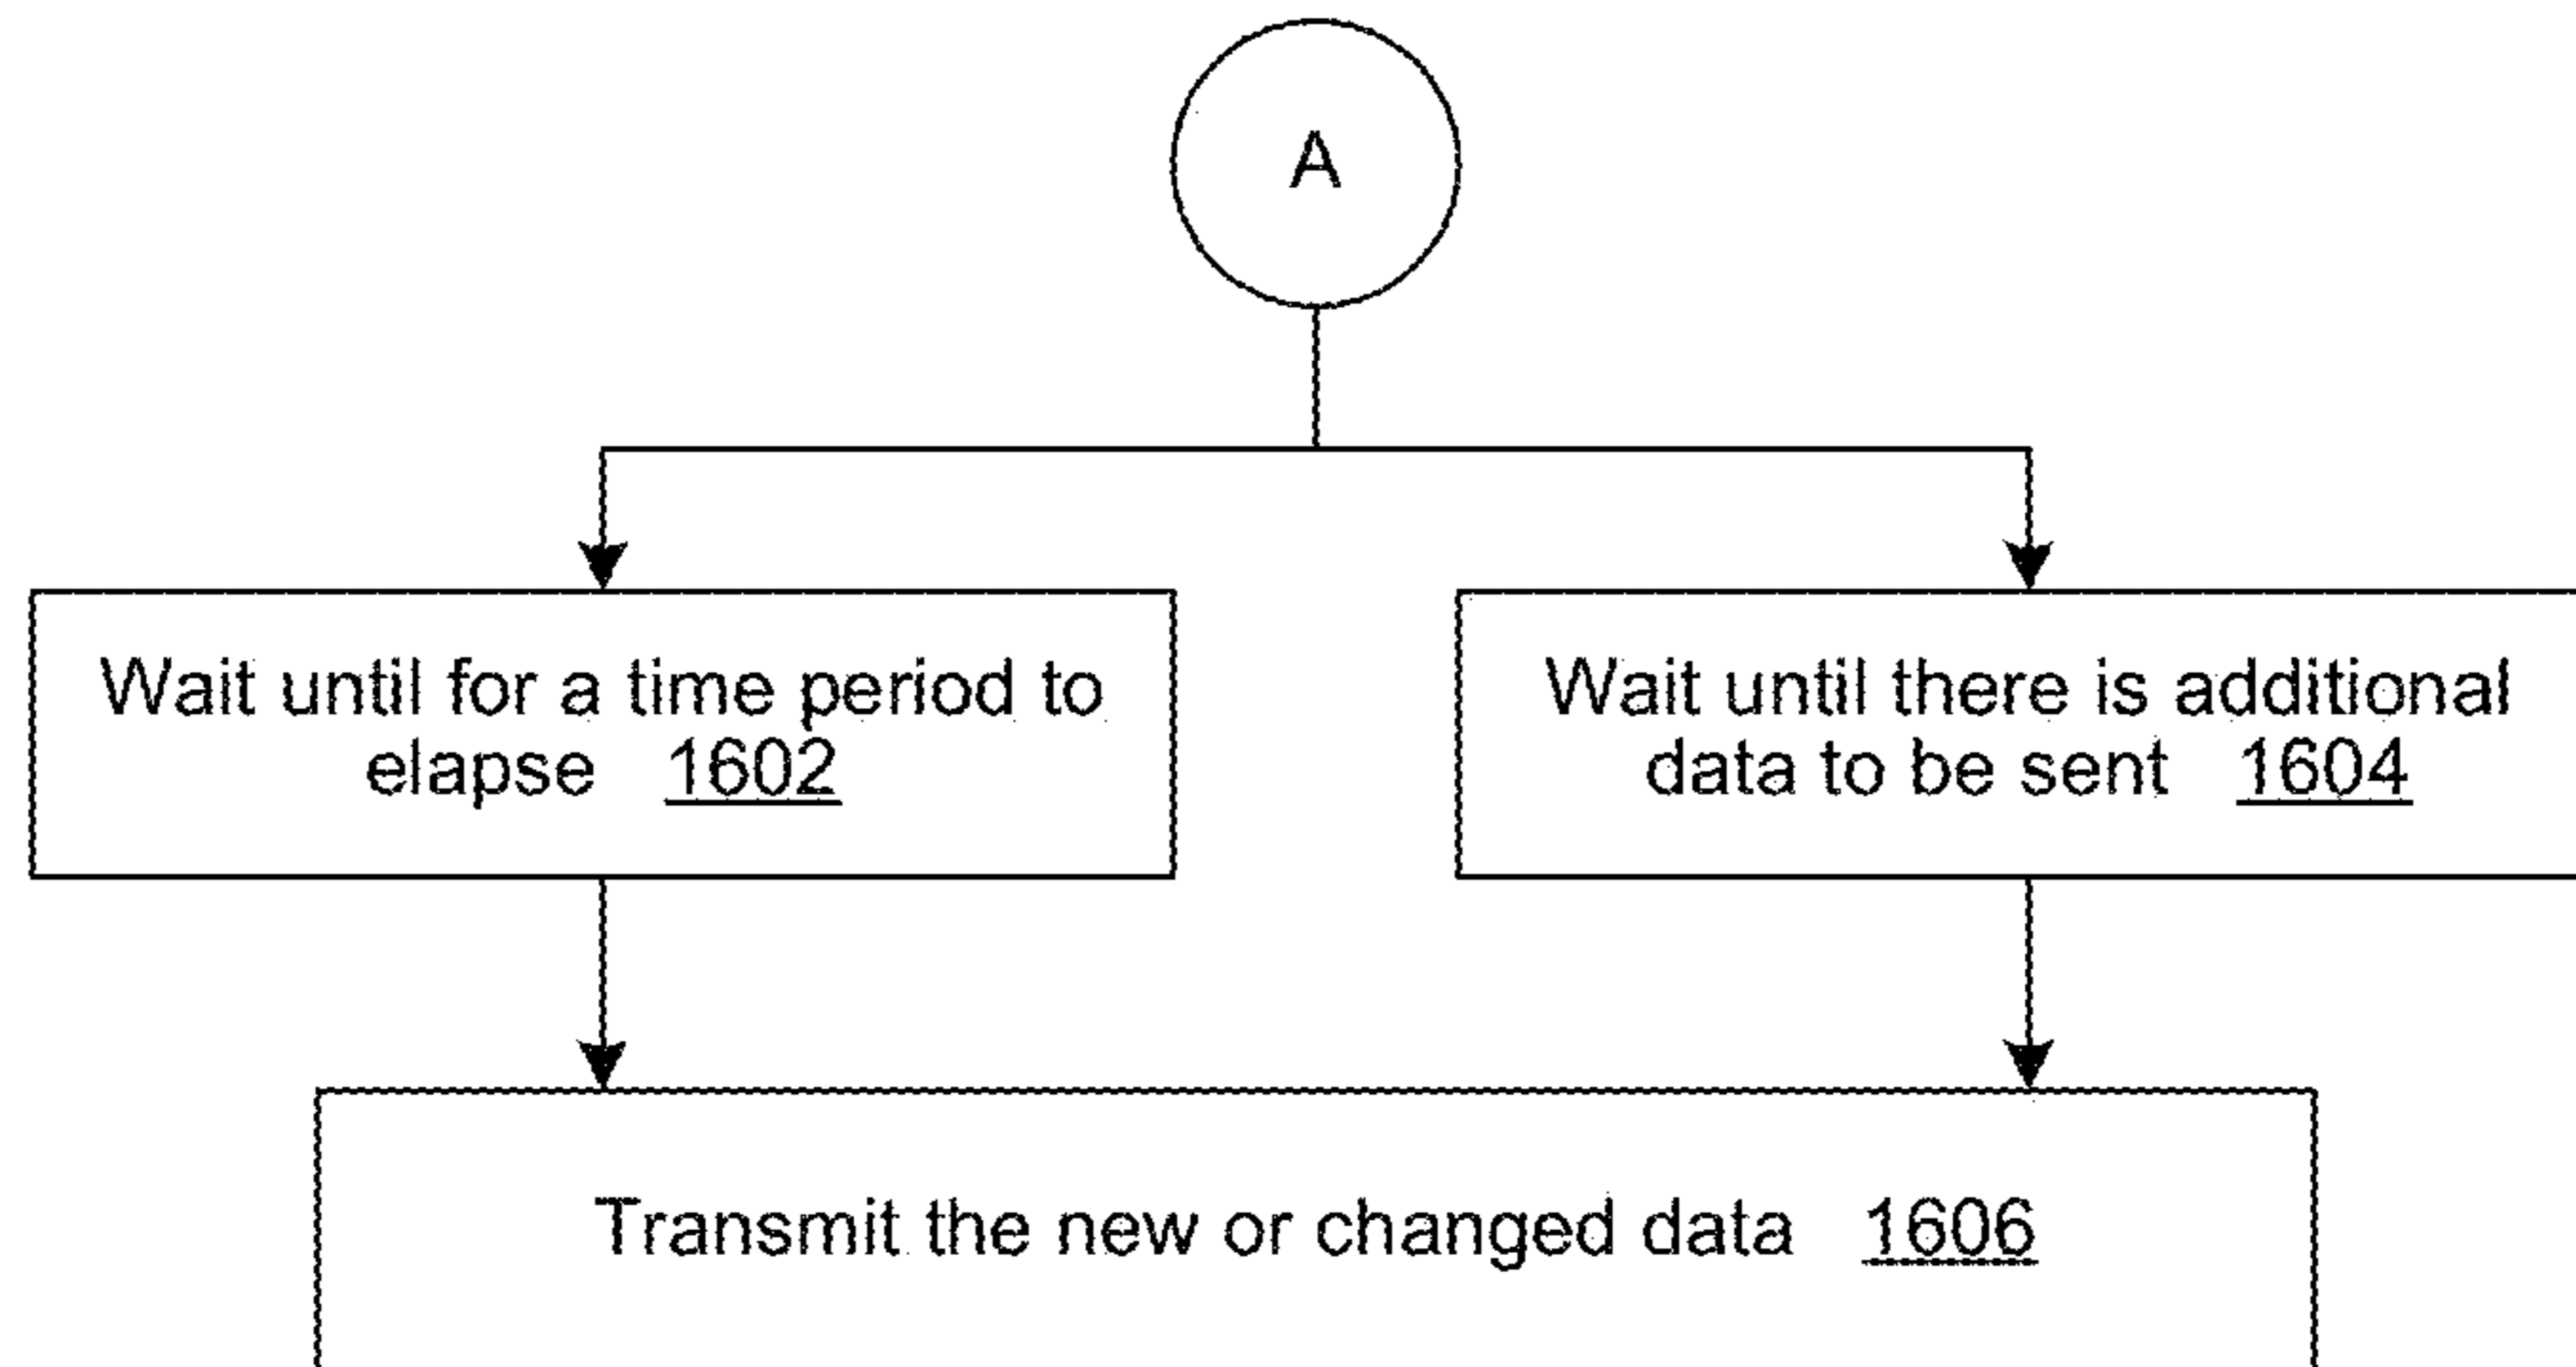 A
Wait until for a time period to
elapse 1602
Wait until there is additional
data to be sent 1604
Transmit the new or changed data 1606